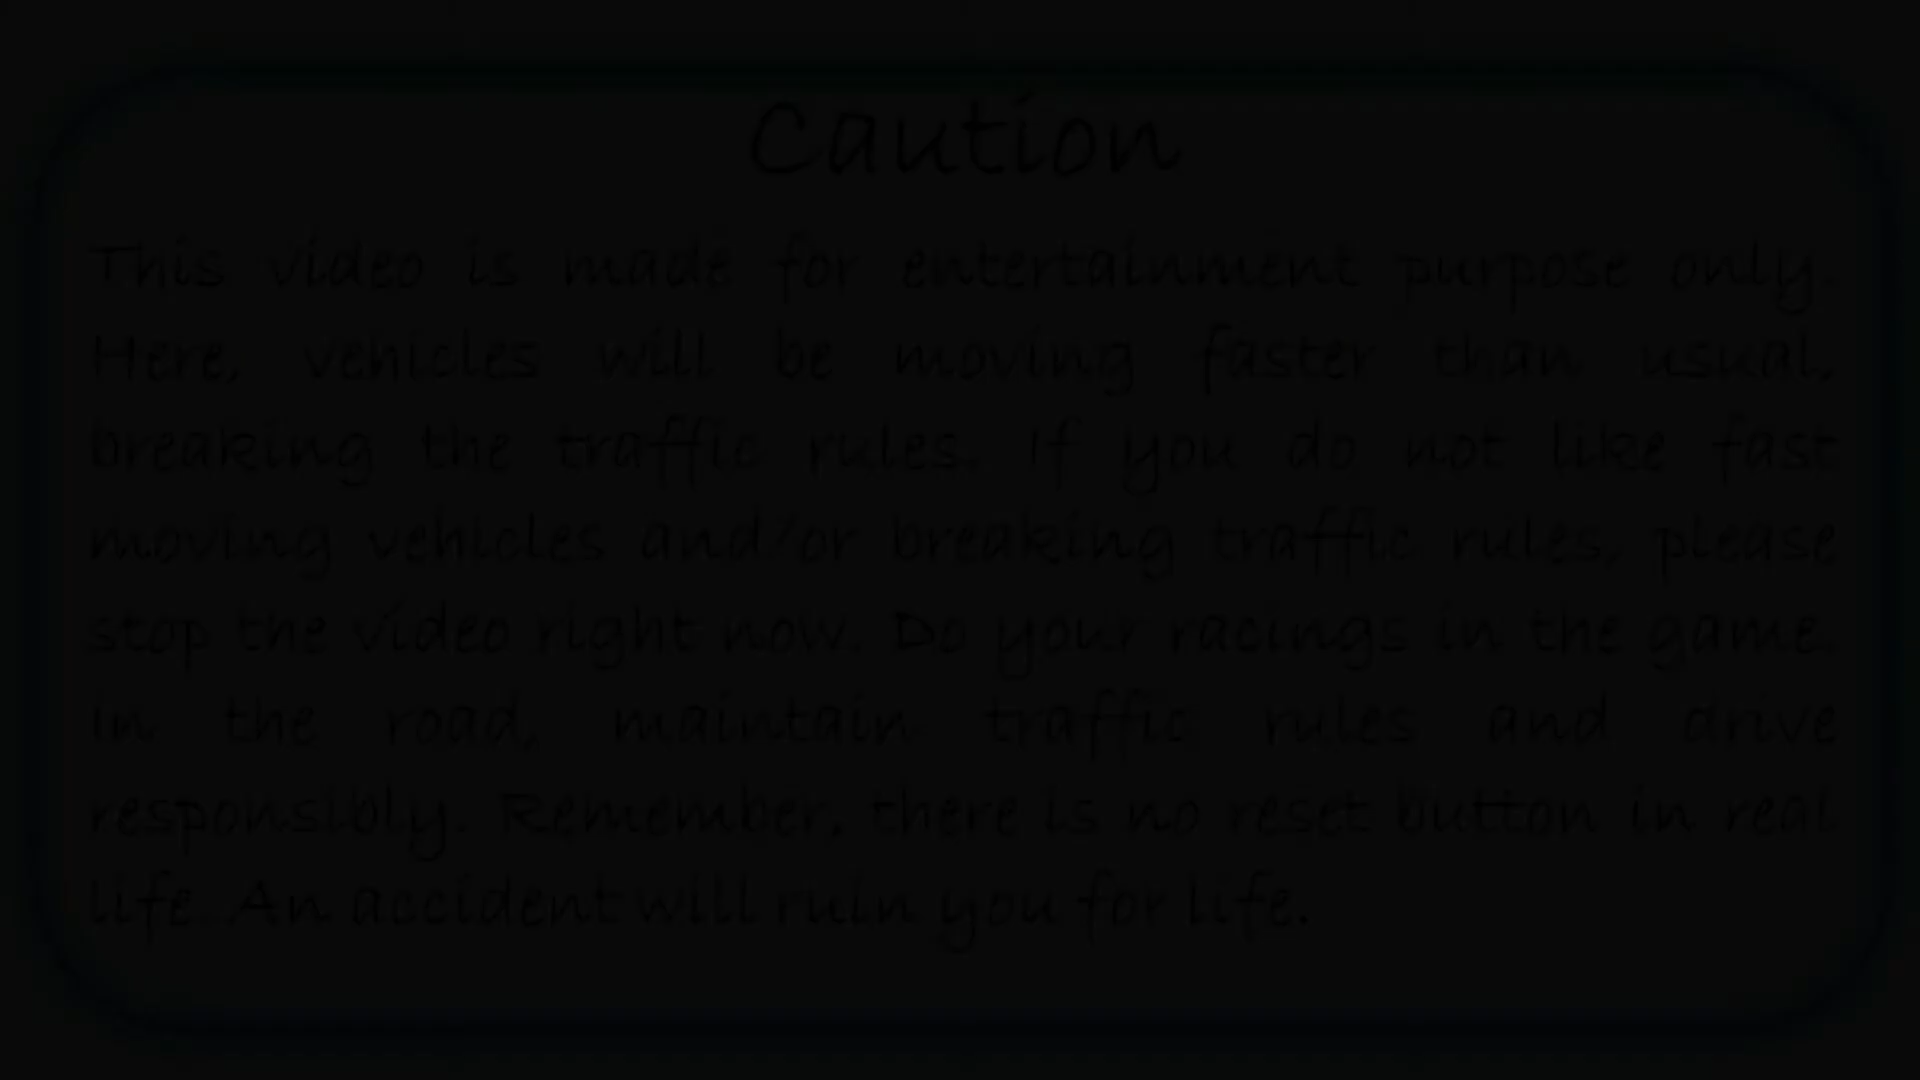 Caution
This video is made for entertainment purpose only.
Here, vehicles will be moving faster than usual,
breaking the traffic rules. If you do not like fast
moving vehicles and/or breaking traffic rules, please
stop the video right now. Do your racings in the game.
In the road, maintain traffic rules and drive
responsibly. Remember, there is no reset button in real
life. An accident will ruin you for life.